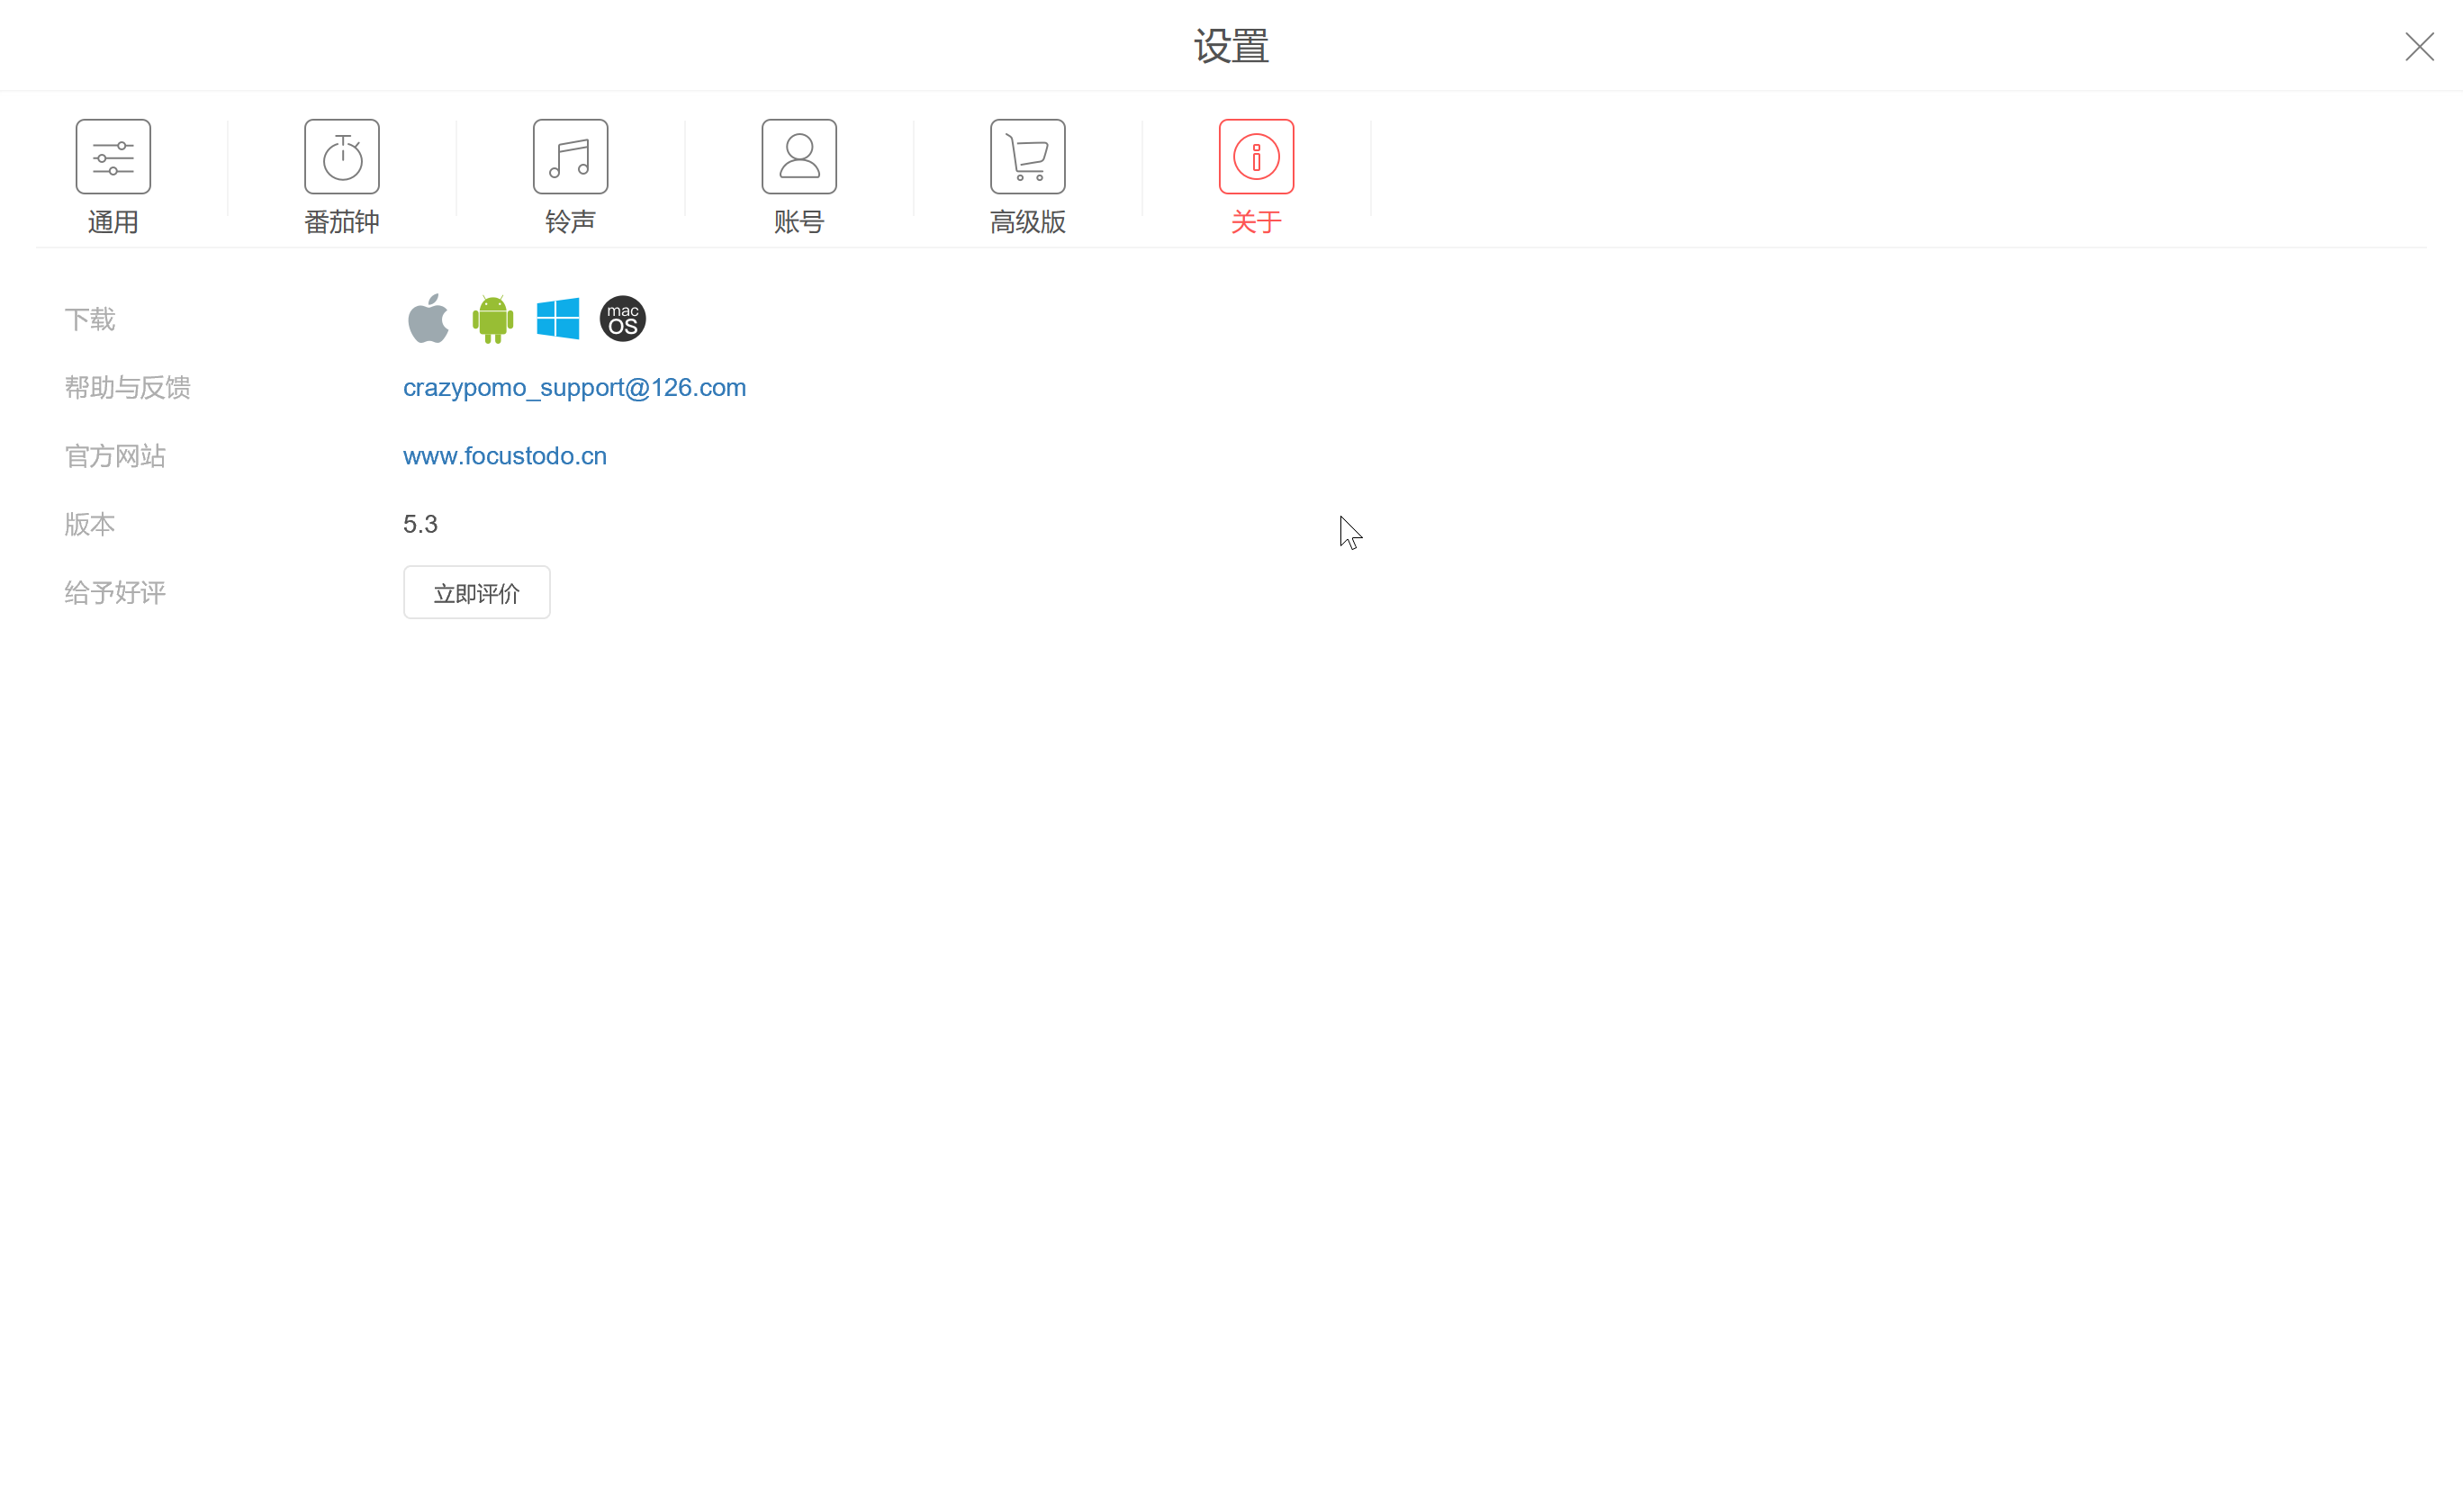 设置
通用
番茄钟
铃声
账号
高级版
关于
下载
mac
OS
帮助与反馈
crazypomo_support@126.com
官方网站
www.focustodo.cn
版本
5.3
给予好评
立即评价